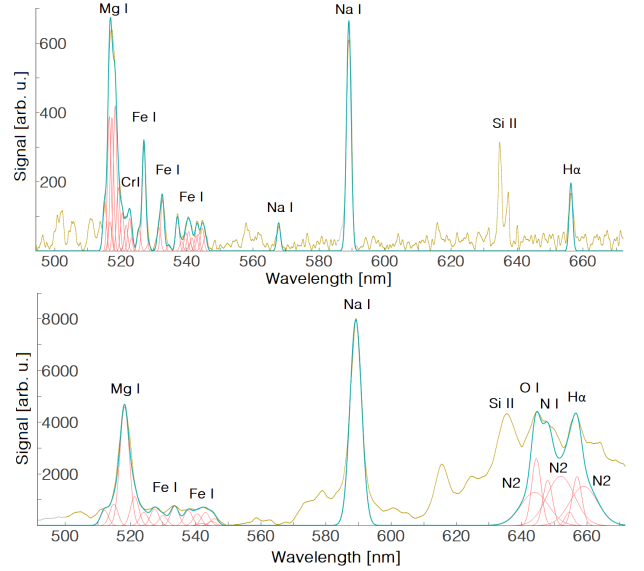 Mg I
Na I
600
Signal [arb. u.]
400
Fe I
Si II
CrI
Fe I
Fe I
Hα
200
Na I
500 520 540 560 580 600 620 640 660
Wavelength [nm]
Na I
8000
Signal [arb. u.]
6000
Mg I
O I
N I
Hα
Si II
4000
N2
N2
N2
2000
Fe I
Fe I
500 520 540 560 580 600 620 640 660
Wavelength [nm]